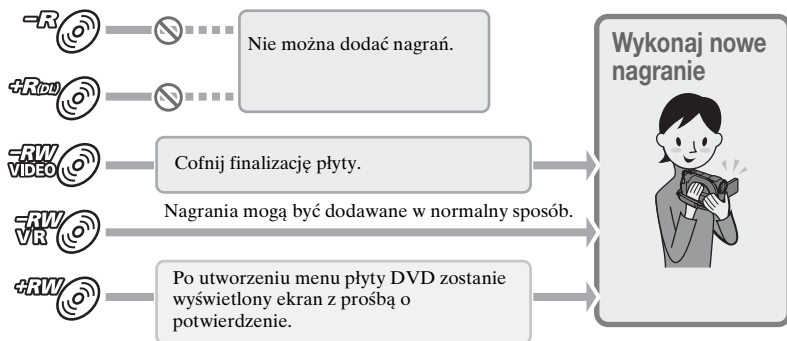 -R
Nie można dodać nagrań.
+R(DL)
Wykonaj nowe
nagranie
-RW
VIDEO
Cofnij finalizację płyty.
Nagrania mogą być dodawane w normalny sposób.
-RW
VR
+RW
Po utworzeniu menu płyty DVD zostanie
wyświetlony ekran z prośbą o
potwierdzenie.